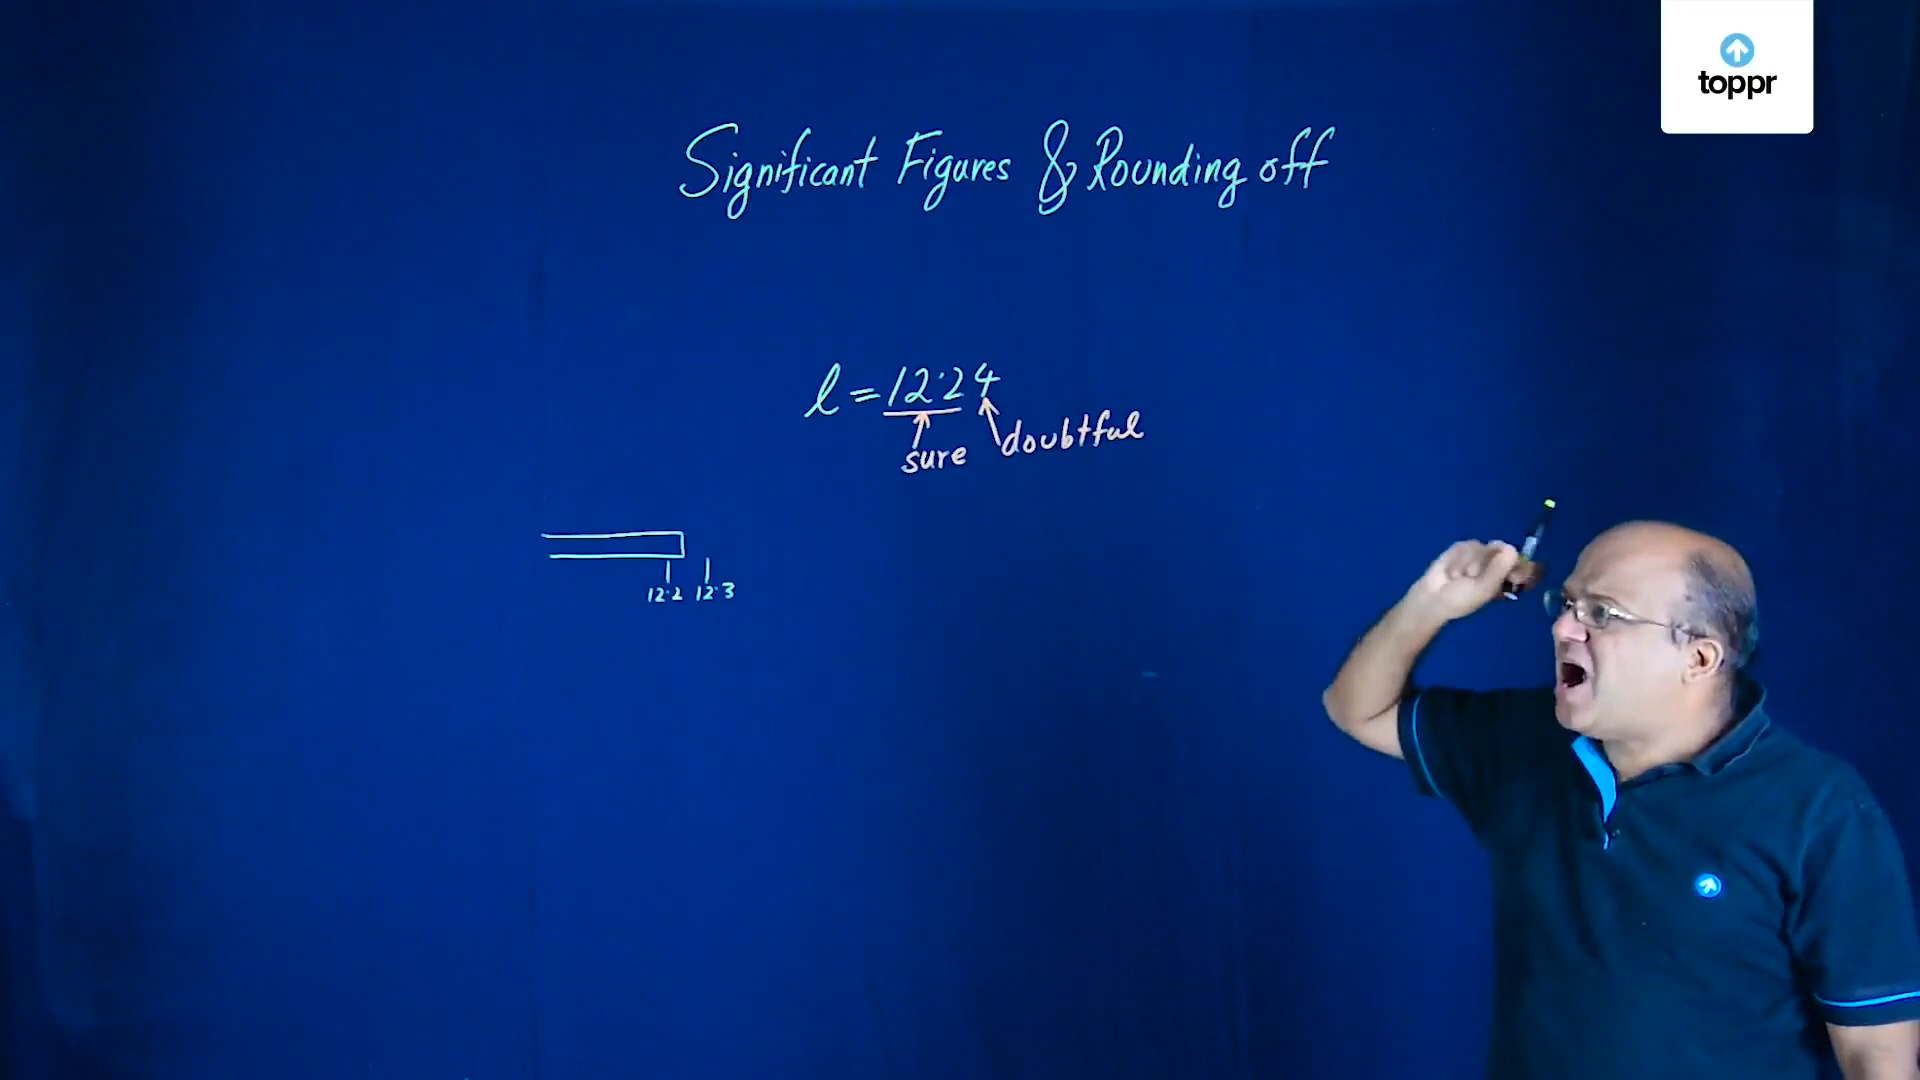 toppr
Significant Figures & Rounding off
l = 12.24
sure doubtful
12.2 12.3